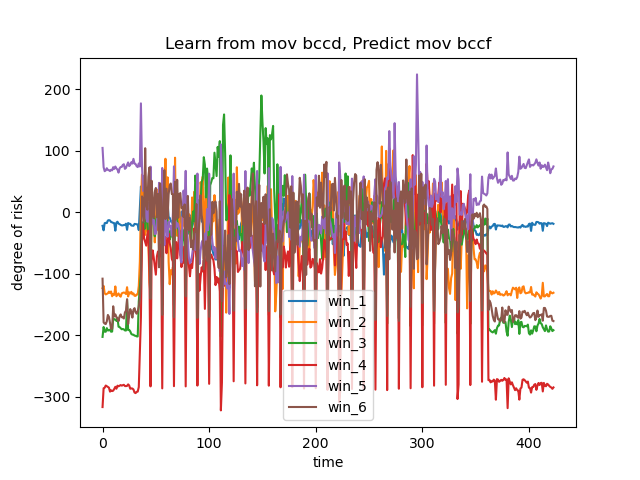 Learn from mov bccd, Predict mov bccf
degree of risk
200
100
0
−100
−200
−300
win_1
win_2
win_3
win_4
win_5
win_6
0 100 200 300 400
time